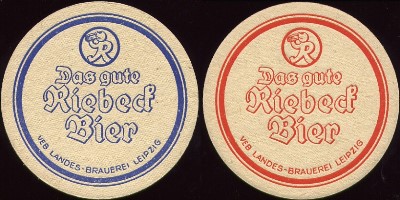 R
Das gute
Riebeck
Bier
VEB LANDES-BRAUEREI LEIPZIG
R
Das gute
Riebeck
Bier
VEB LANDES-BRAUEREI LEIPZIG